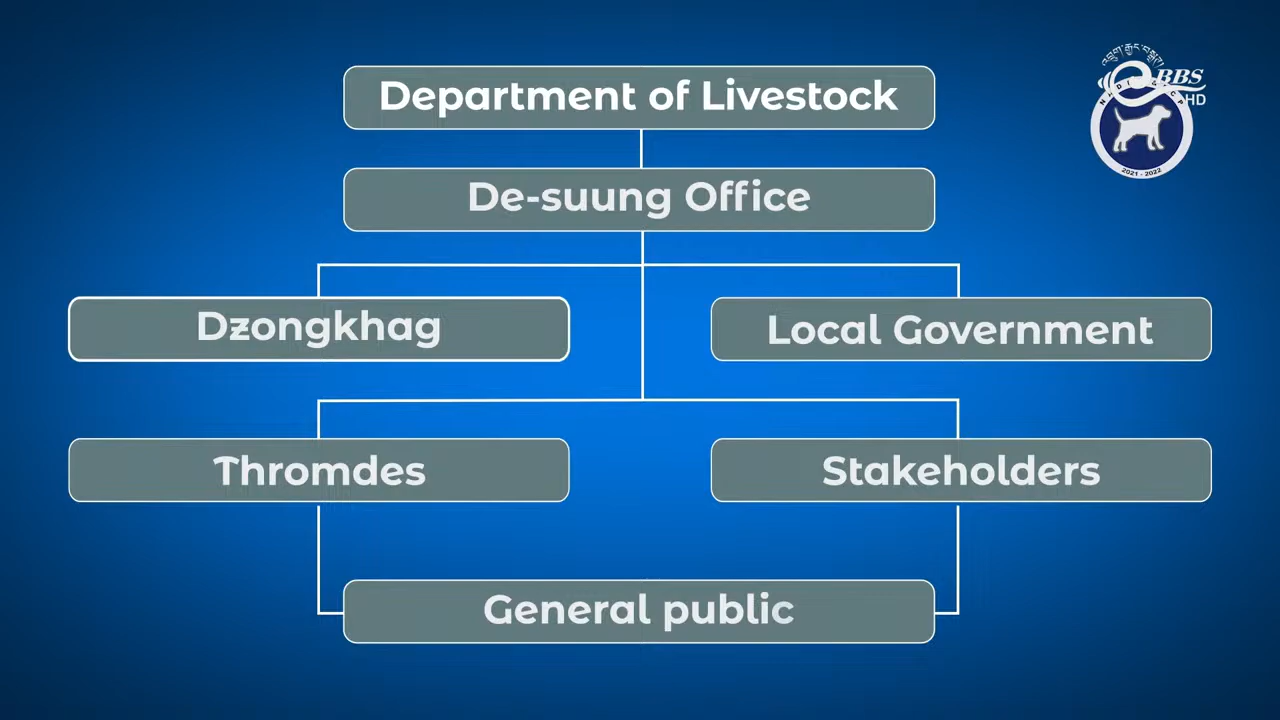 Department of Livestock
BBS
HD
De-suung Office
2021 - 2022
Dzongkhag
Local Government
Thromdes
Stakeholders
General public